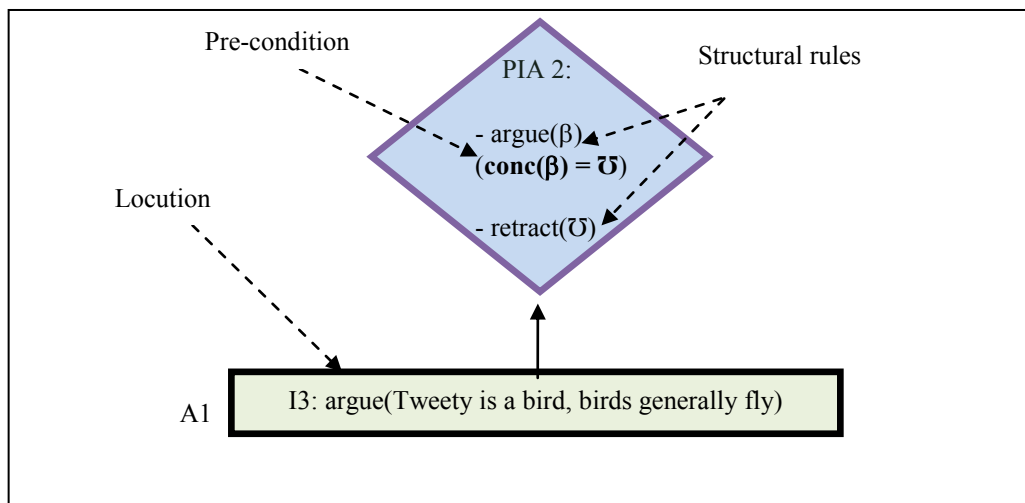 Pre-condition
Structural rules
PIA 2:
- argue(β)
(conc(β) = ℧)
- retract(℧)
Locution
A1
I3: argue(Tweety is a bird, birds generally fly)